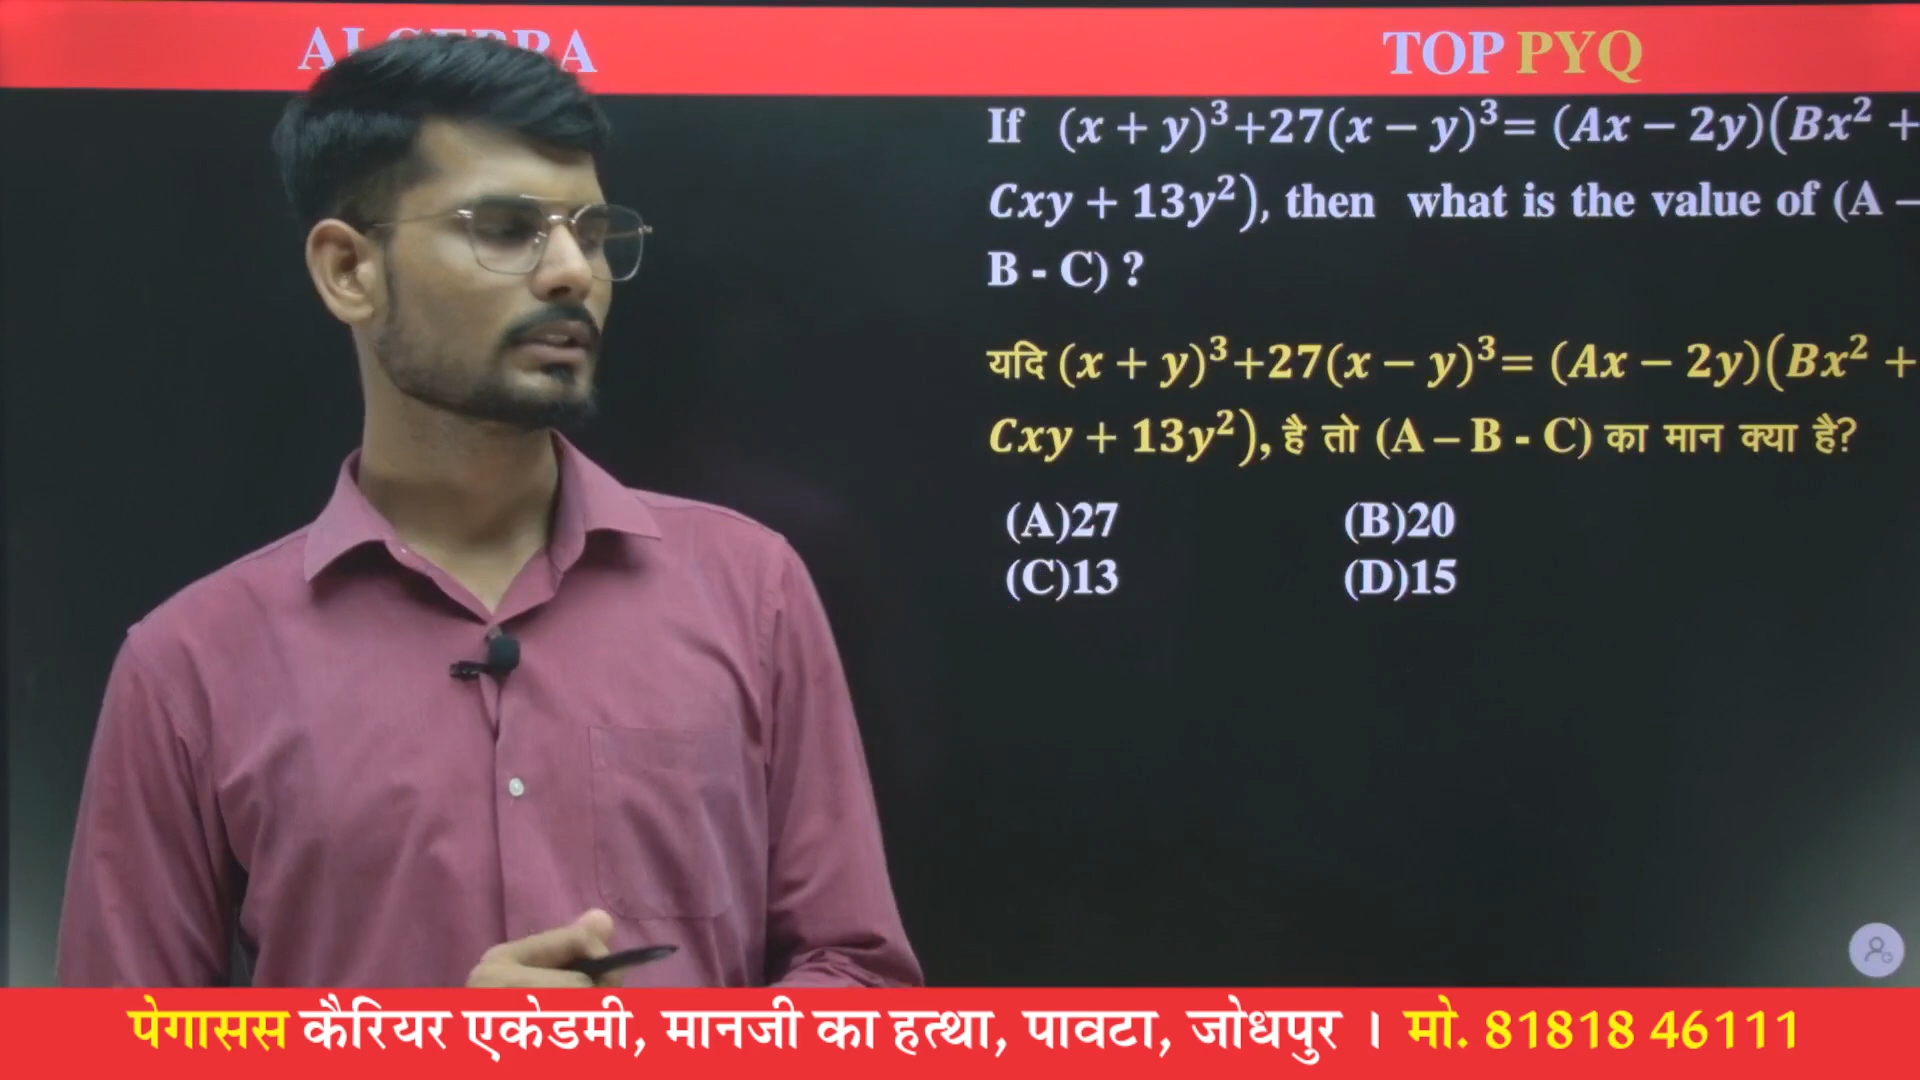 TOP PYQ
If (x + y)³+27(x − y)³= (Ax − 2y)(Bx² +
Cxy + 13y²), then what is the value of (A –
B - C) ?
यदि (x + y)³+27(x − y)³= (Ax − 2y)(Bx² +
Cxy + 13y²), है तो (A – B - C) का मान क्या है?
(A)27 (B)20
(C)13 (D)15
पेगासस कैरियर एकेडमी, मानजी का हत्था, पावटा, जोधपुर । मो. 81818 46111